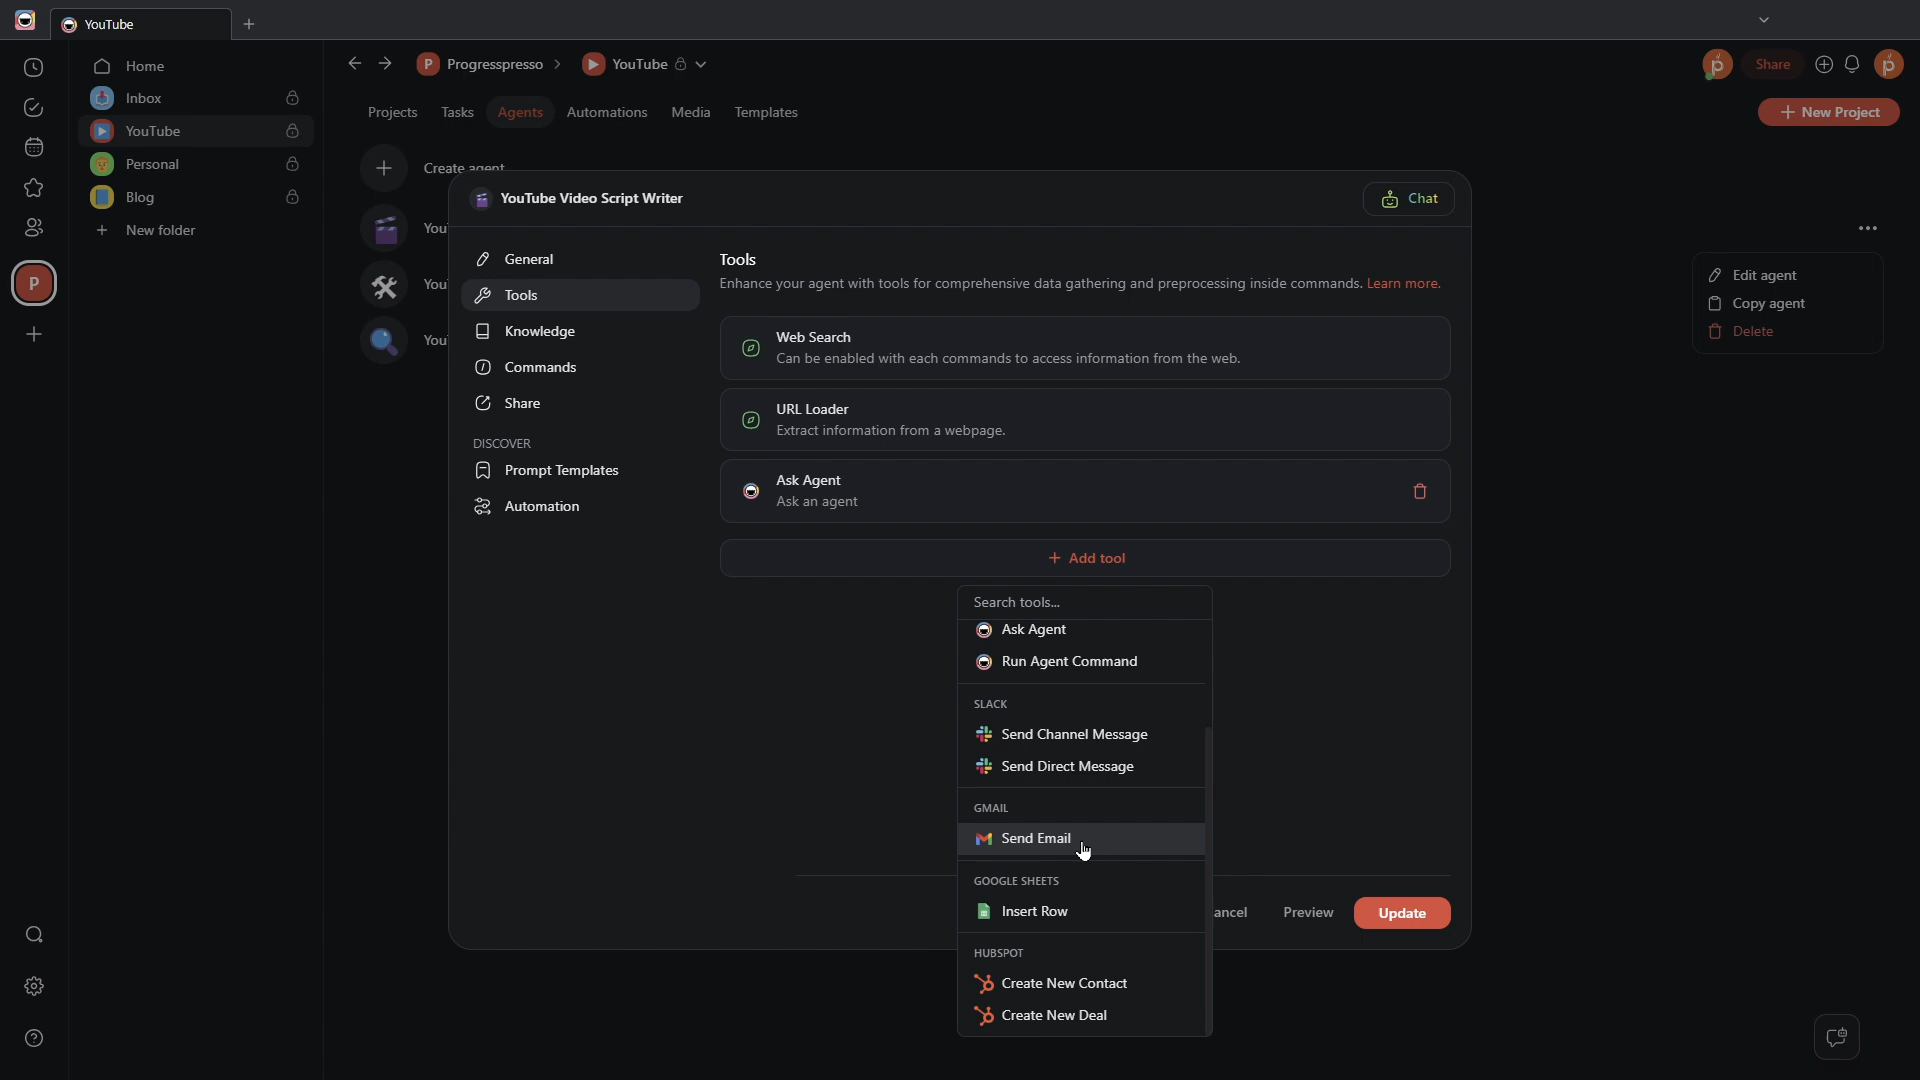 YouTube
Home
Inbox
YouTube
Personal
Blog
New folder
P
Progresspresso
YouTube
Share
Projects
Tasks
Agents
Automations
Media
Templates
New Project
Create agent
You
You
You
Edit agent
Copy agent
Delete
YouTube Video Script Writer
Chat
General
Tools
Knowledge
Commands
Share
DISCOVER
Prompt Templates
Automation
Tools
Enhance your agent with tools for comprehensive data gathering and preprocessing inside commands. Learn more.
Web Search
Can be enabled with each commands to access information from the web.
URL Loader
Extract information from a webpage.
Ask Agent
Ask an agent
Add tool
Search tools...
Ask Agent
Run Agent Command
SLACK
Send Channel Message
Send Direct Message
GMAIL
Send Email
GOOGLE SHEETS
Insert Row
HUBSPOT
Create New Contact
Create New Deal
ancel
Preview
Update
P
p
p